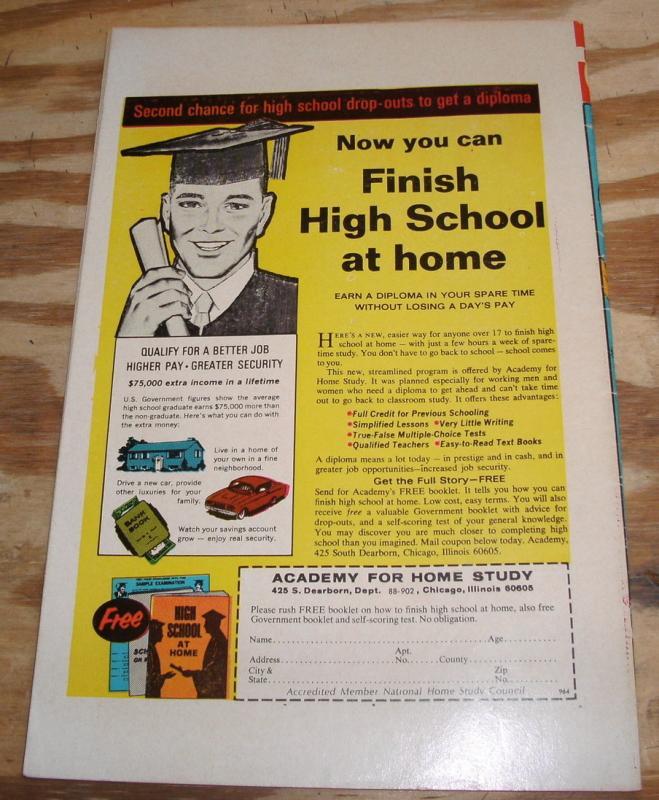 Second chance for high school drop-outs to get a diploma
Now you can
Finish
High School
at home
EARN A DIPLOMA IN YOUR SPARE TIME
WITHOUT LOSING A DAY'S PAY
QUALIFY FOR A BETTER JOB
HIGHER PAY • GREATER SECURITY
$75,000 extra income in a lifetime
U.S. Government figures show the average
high school graduate earns $75,000 more than
the non-graduate. Here's what you can do with
the extra money:
Live in a home of
your own in a fine
neighborhood.
Drive a new car, provide
other luxuries for your
family.
BANK
BOOK
Watch your savings account
grow — enjoy real security.
HERE'S A NEW, easier way for anyone over 17 to finish high
school at home — with just a few hours a week of spare-
time study. You don't have to go back to school — school comes
to you.
This new, streamlined program is offered by Academy for
Home Study. It was planned especially for working men and
women who need a diploma to get ahead and can't take time
out to go back to classroom study. It offers these advantages:
•Full Credit for Previous Schooling
•Simplified Lessons •Very Little Writing
•True-False Multiple-Choice Tests
•Qualified Teachers •Easy-to-Read Text Books
A diploma means a lot today — in prestige and in cash, and in
greater job opportunities—increased job security.
Get the Full Story—FREE
Send for Academy's FREE booklet. It tells how you can
finish high school at home. Low cost, easy terms. You will also
receive free a valuable Government booklet with advice for
drop-outs, and a self-scoring test of your general knowledge.
You may discover you are much closer to completing high
school than you imagined. Mail coupon below today. Academy,
425 South Dearborn, Chicago, Illinois 60605.
SAMPLE EXAMINATION
Free
HIGH
SCHOOL
AT
HOME
ACADEMY FOR HOME STUDY
425 S. Dearborn, Dept. 88-902, Chicago, Illinois 60605
Please rush FREE booklet on how to finish high school at home, also free
Government booklet and self-scoring test. No obligation.
Name.......... Age..........
Apt.
Address.......... No....... County..........
City & Zip
State.......... No..........
Accredited Member National Home Study Council 964